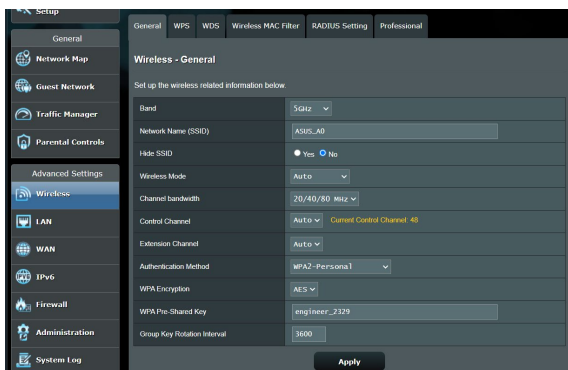 Setup
General
Network Map
Guest Network
Traffic Manager
Parental Controls
Advanced Settings
Wireless
LAN
WAN
IPv6
Firewall
Administration
System Log
General WPS WDS Wireless MAC Filter RADIUS Setting Professional
Wireless - General
Set up the wireless related information below.
Band 5GHz
Network Name (SSID) ASUS_A0
Hide SSID Yes No
Wireless Mode Auto
Channel bandwidth 20/40/80 MHz
Control Channel Auto Current Control Channel: 48
Extension Channel Auto
Authentication Method WPA2-Personal
WPA Encryption AES
WPA Pre-Shared Key engineer_2329
Group Key Rotation Interval 3600
Apply